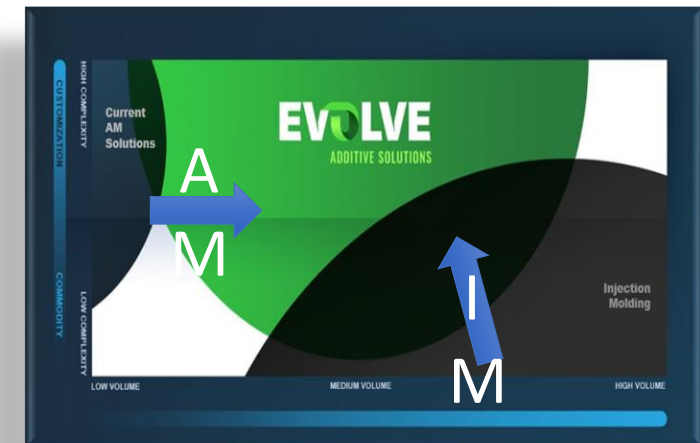 HIGH COMPLEXITY
CUSTOMIZATION
Current
AM
Solutions
EVOLVE
ADDITIVE SOLUTIONS
A
M
COMMODITY
LOW COMPLEXITY
I
M
Injection
Molding
LOW VOLUME
MEDIUM VOLUME
HIGH VOLUME